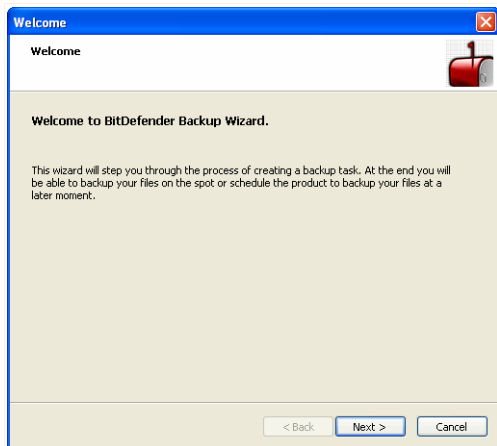 Welcome
Welcome
Welcome to BitDefender Backup Wizard.
This wizard will step you through the process of creating a backup task. At the end you will
be able to backup your files on the spot or schedule the product to backup your files at a
later moment.
< Back
Next >
Cancel